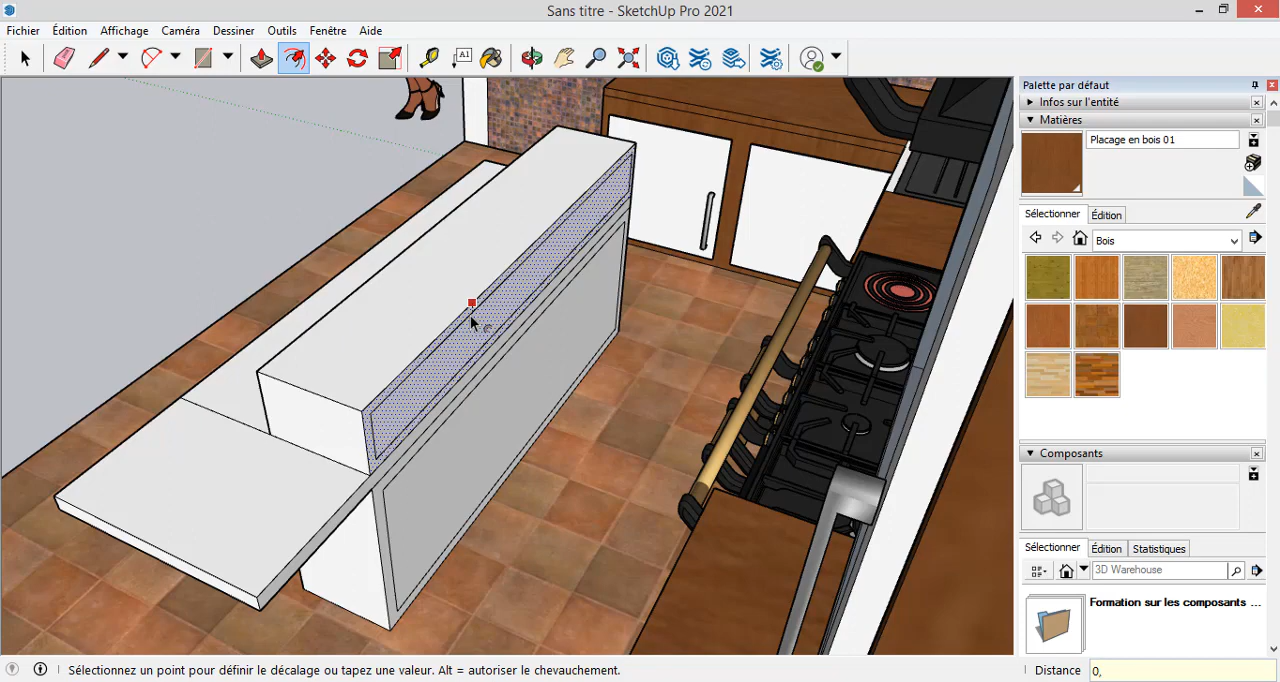 Sans titre - SketchUp Pro 2021
Fichier Édition Affichage Caméra Dessiner Outils Fenêtre Aide
A1
Palette par défaut
Infos sur l'entité
Matières
Placage en bois 01
Sélectionner Édition
Bois
Composants
Sélectionner Édition Statistiques
3D Warehouse
Formation sur les composants ...
Sélectionnez un point pour définir le décalage ou tapez une valeur. Alt = autoriser le chevauchement.
Distance 0,